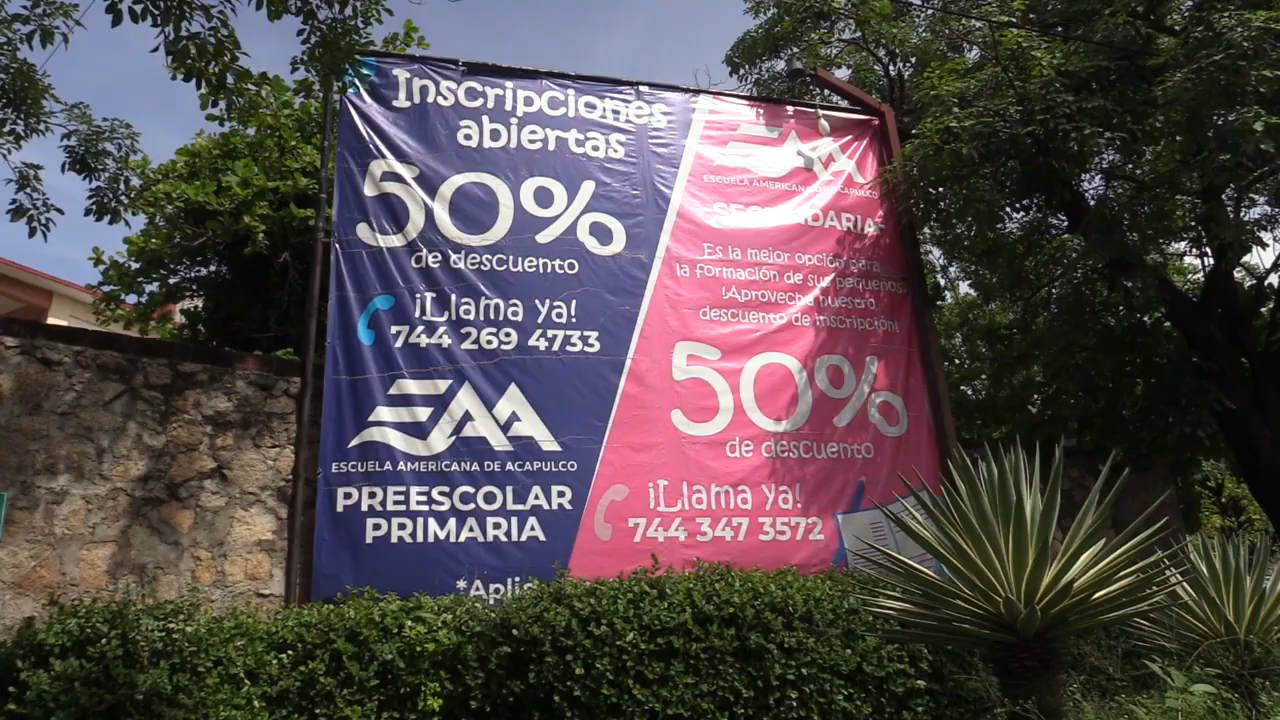 Inscripciones
abiertas
50%
de descuento
¡Llama ya!
744 269 4733
EAA
ESCUELA AMERICANA DE ACAPULCO
PREESCOLAR
PRIMARIA
EAA
ESCUELA AMERICANA DE ACAPULCO
SECUNDARIA
Es la mejor opción para
la formación de sus pequeños,
¡Aprovecha nuestro
descuento de inscripción!
50%
de descuento
¡Llama ya!
744 347 3572